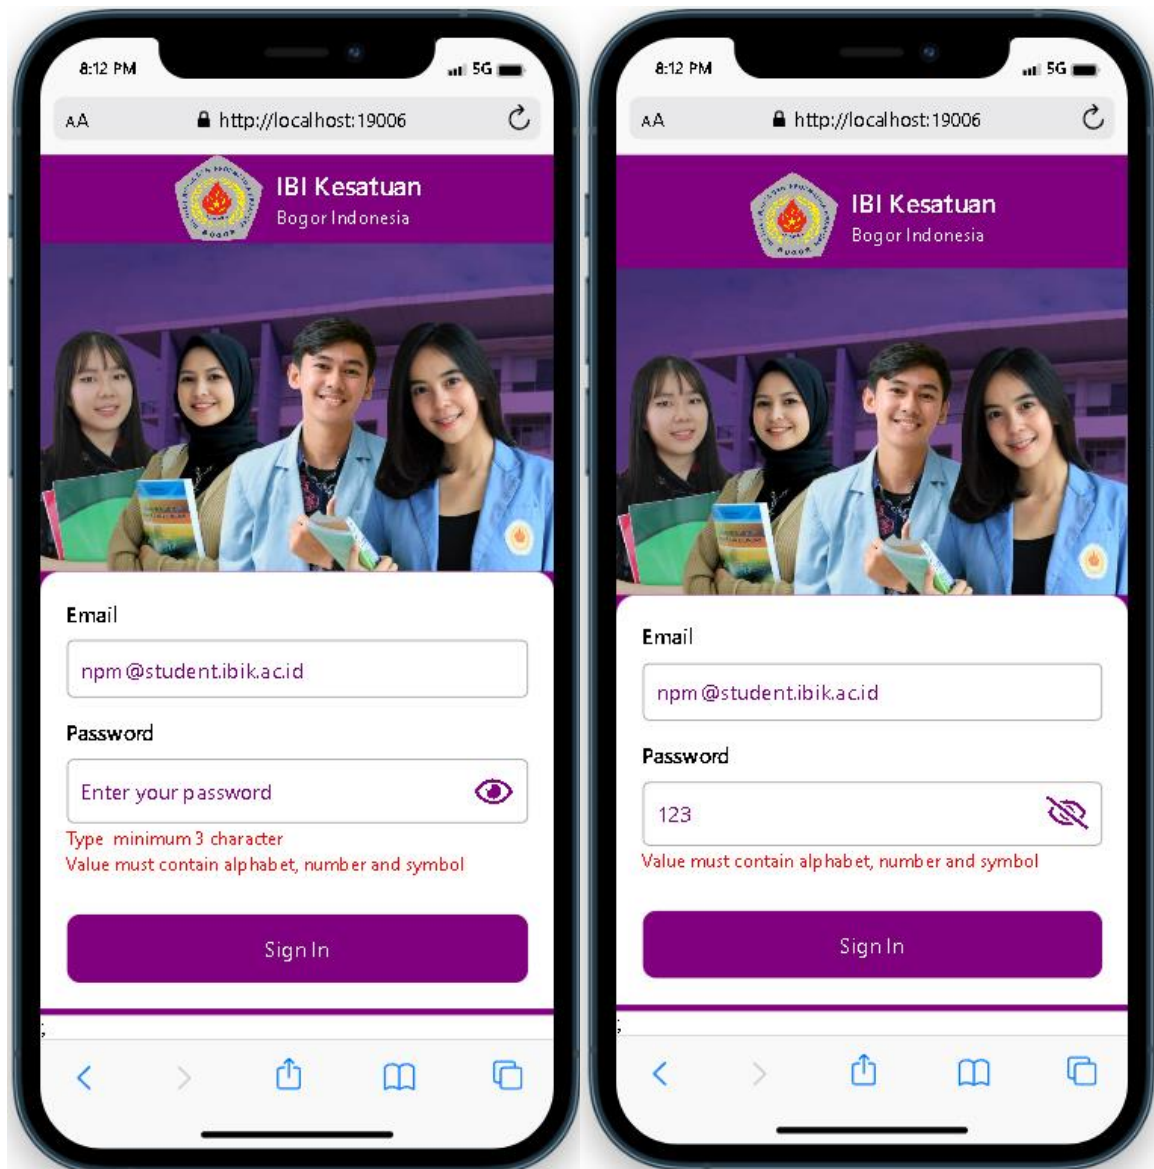 8:12 PM
5G
AA
http://localhost:19006
IBI Kesatuan
Bogor Indonesia
Email
npm@student.ibik.ac.id
Password
Enter your password
Type minimum 3 character
Value must contain alphabet, number and symbol
Sign In
;
8:12 PM
5G
AA
http://localhost:19006
IBI Kesatuan
Bogor Indonesia
Email
npm@student.ibik.ac.id
Password
123
Value must contain alphabet, number and symbol
Sign In
;